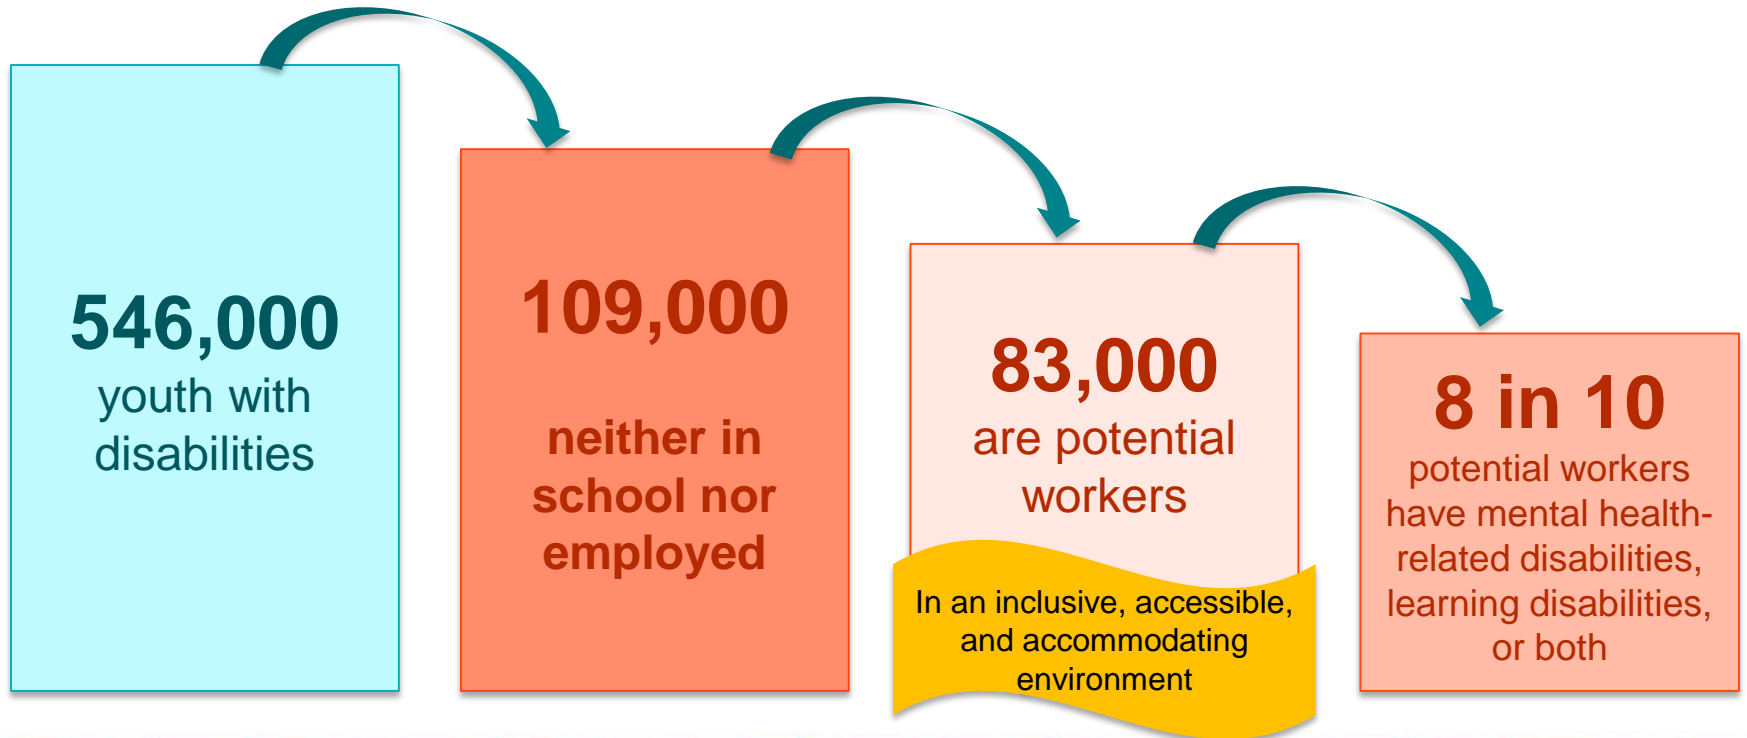 546,000
youth with
disabilities
109,000
neither in
school nor
employed
83,000
are potential
workers
In an inclusive, accessible,
and accommodating
environment
8 in 10
potential workers
have mental health-
related disabilities,
learning disabilities,
or both